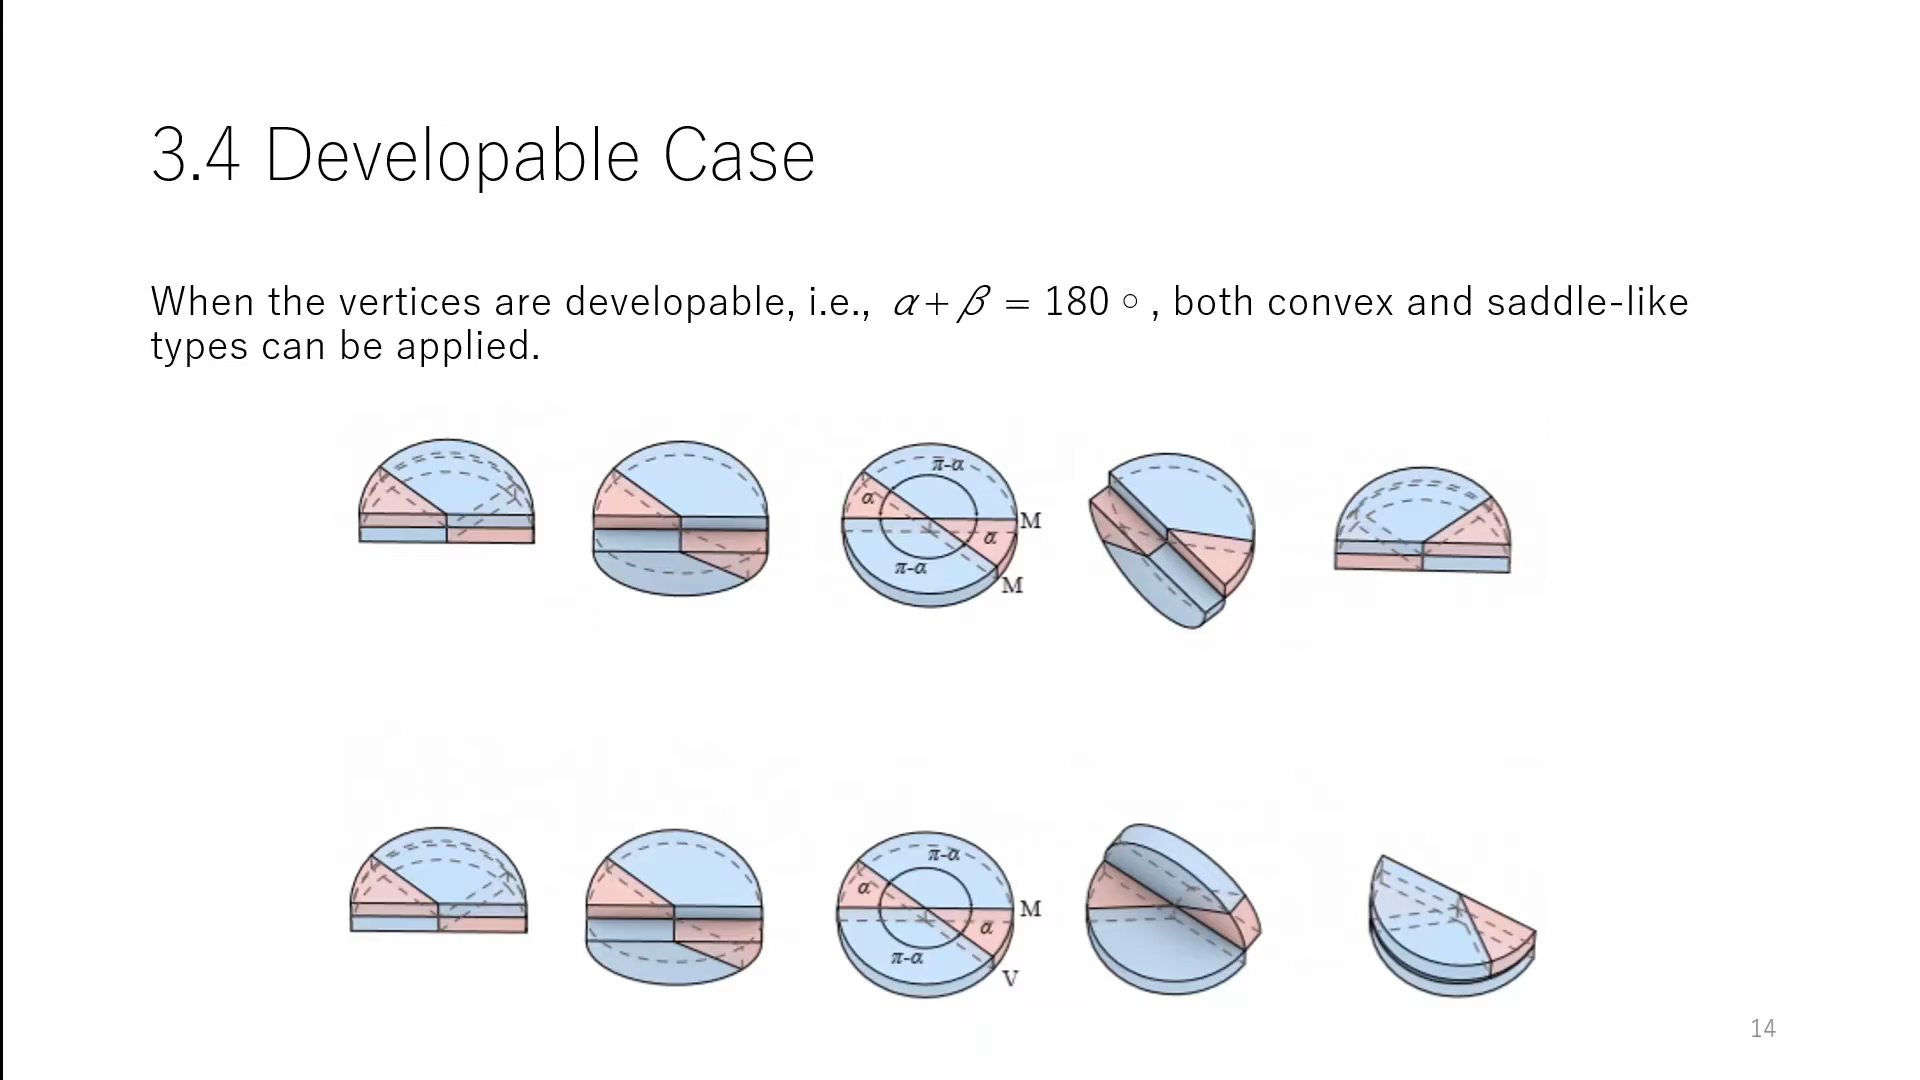 3.4 Developable Case
When the vertices are developable, i.e., α + β = 180 ◦ , both convex and saddle-like
types can be applied.
π-α
α
M
α
π-α
M
π-α
α
M
α
π-α
V
14